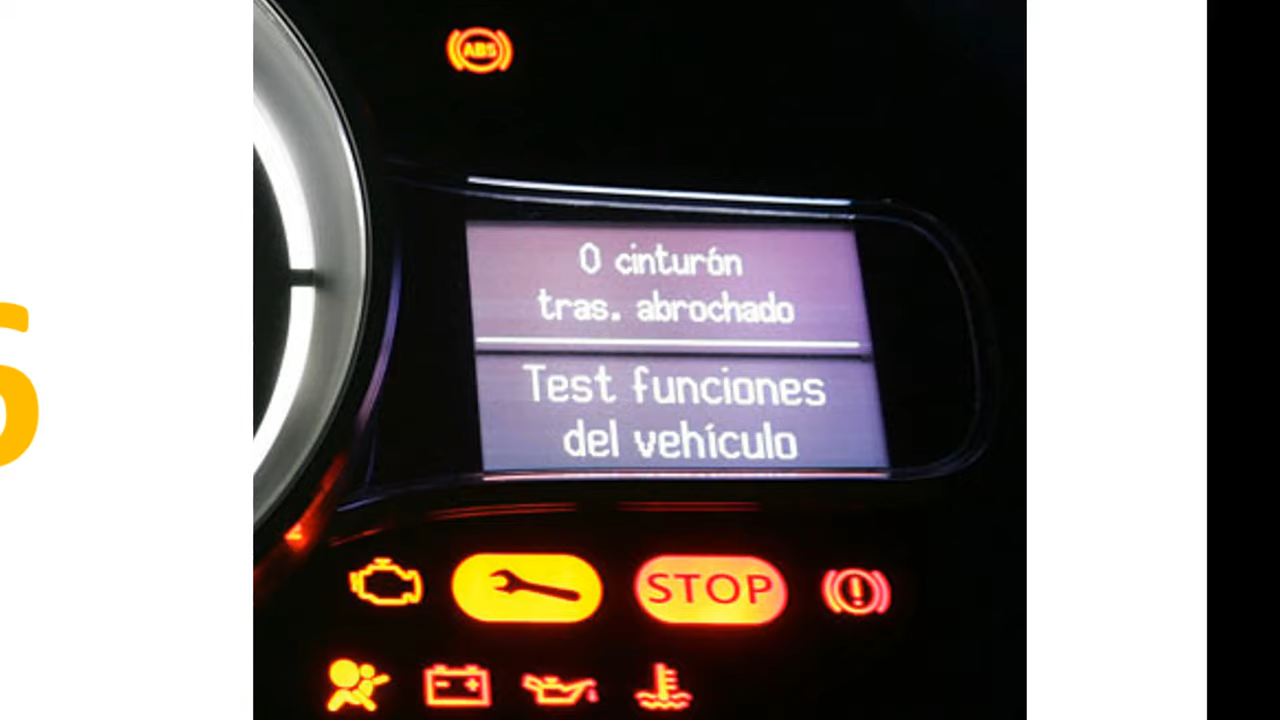 ABS
0 cinturón
tras. abrochado
Test funciones
del vehículo
STOP